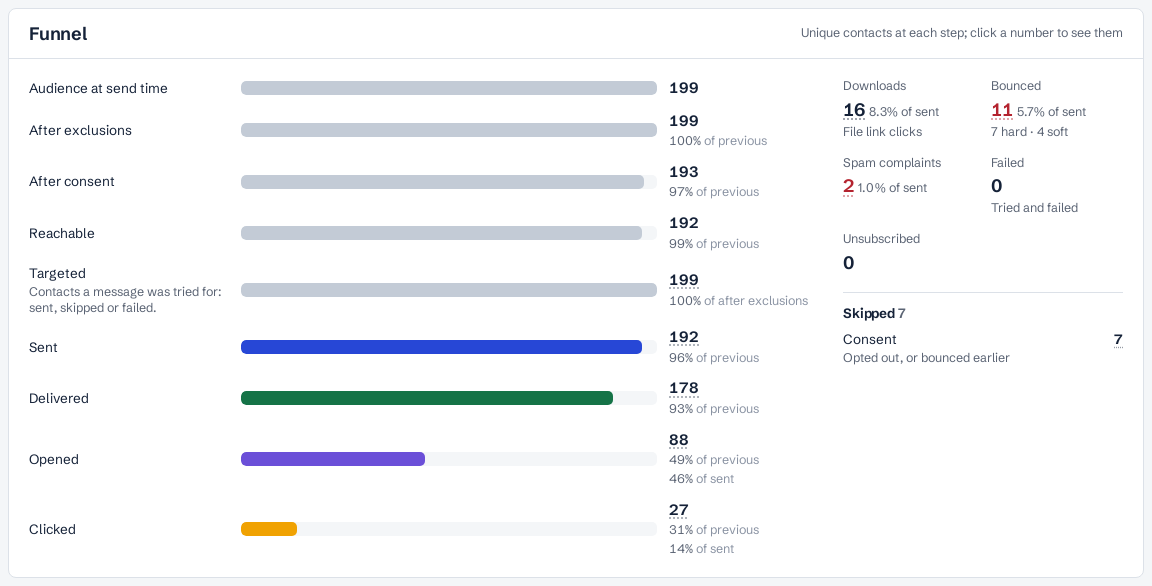 Funnel
Unique contacts at each step; click a number to see them
Audience at send time
199
After exclusions
199
100% of previous
After consent
193
97% of previous
Reachable
192
99% of previous
Targeted
Contacts a message was tried for:
sent, skipped or failed.
199
100% of after exclusions
Sent
192
96% of previous
Delivered
178
93% of previous
Opened
88
49% of previous
46% of sent
Clicked
27
31% of previous
14% of sent
Downloads
16 8.3% of sent
File link clicks
Bounced
11 5.7% of sent
7 hard · 4 soft
Spam complaints
2 1.0% of sent
Failed
0
Tried and failed
Unsubscribed
0
Skipped 7
Consent 7
Opted out, or bounced earlier